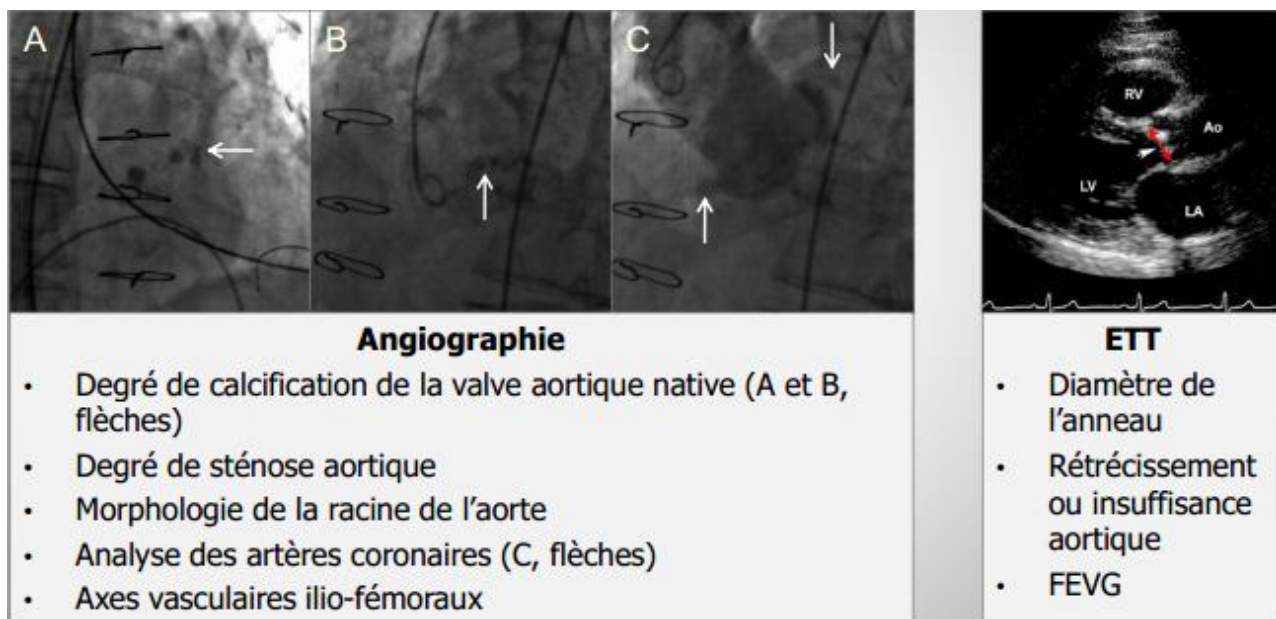 A
B
C
RV
Ao
LV
LA
Angiographie
• Degré de calcification de la valve aortique native (A et B,
flèches)
• Degré de sténose aortique
• Morphologie de la racine de l'aorte
• Analyse des artères coronaires (C, flèches)
• Axes vasculaires ilio-fémoraux
ETT
• Diamètre de
l'anneau
• Rétrécissement
ou insuffisance
aortique
• FEVG